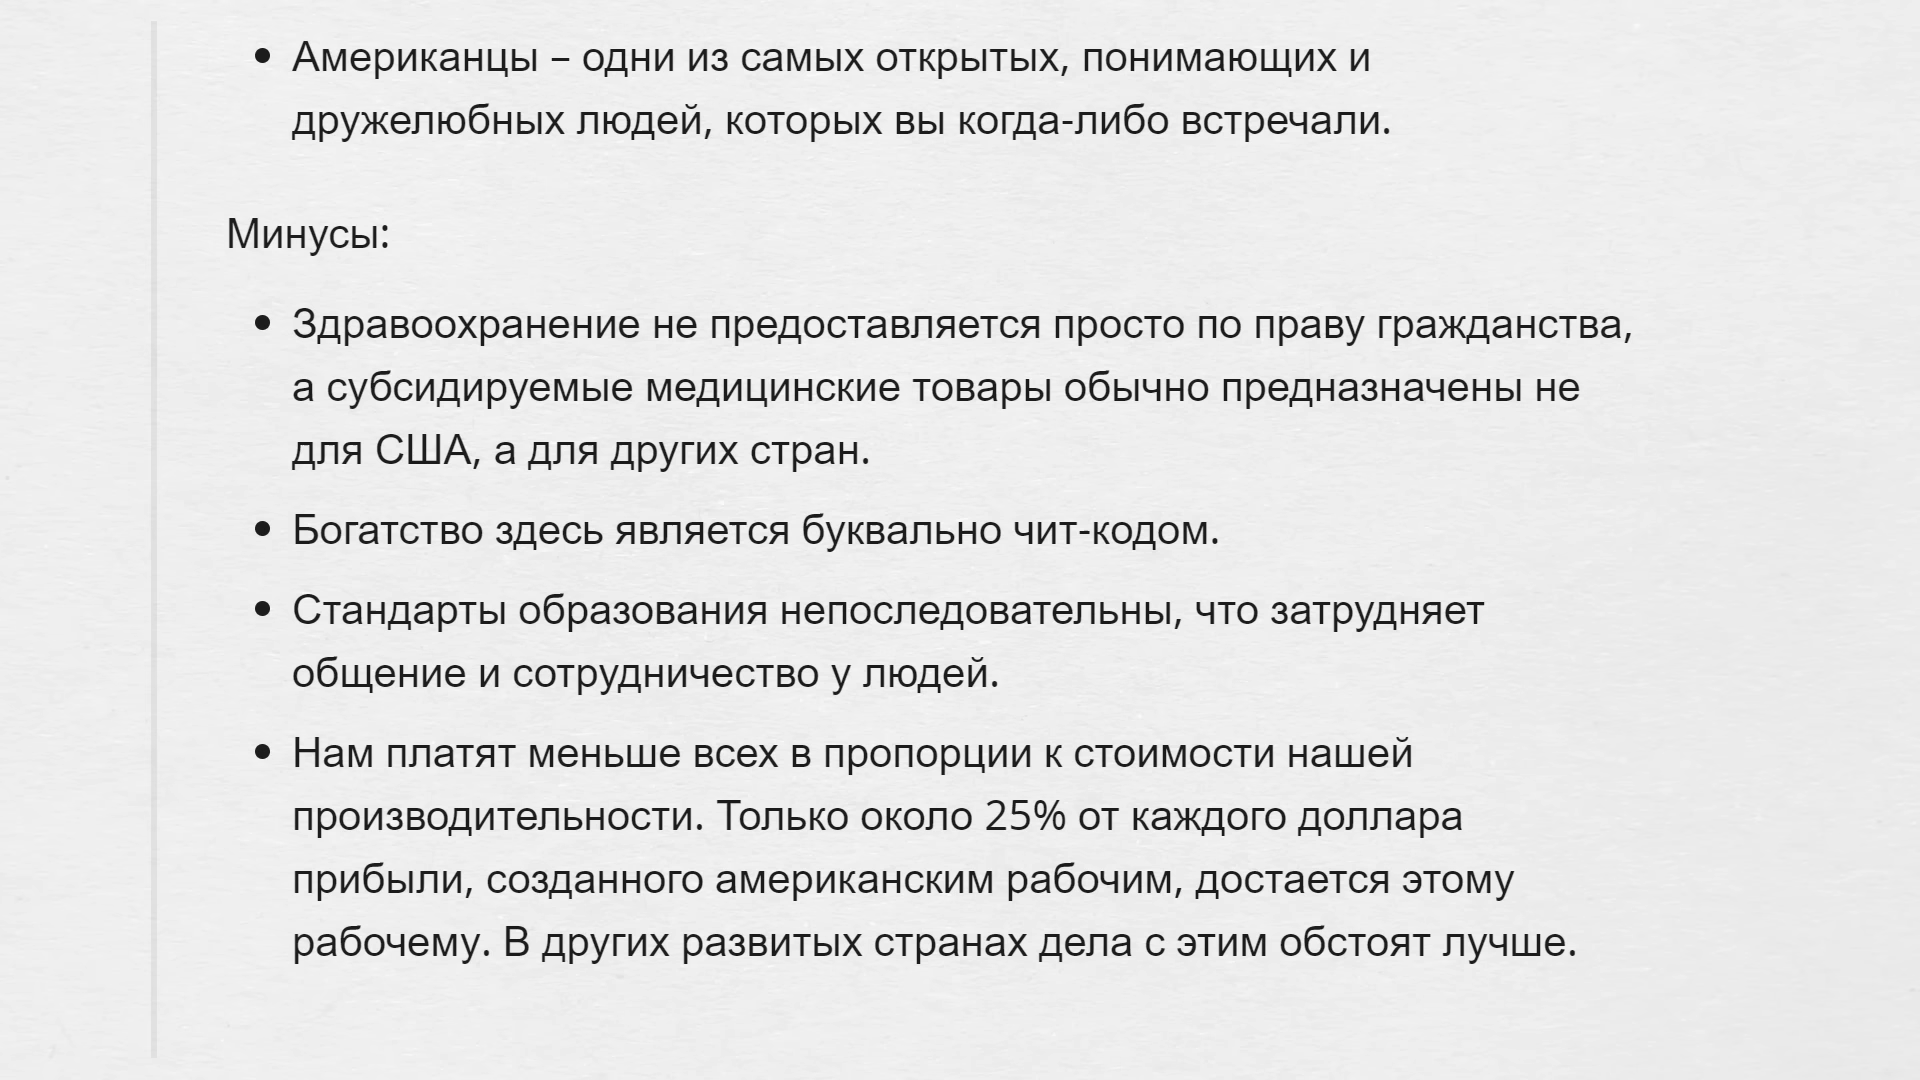 • Американцы – одни из самых открытых, понимающих и
дружелюбных людей, которых вы когда-либо встречали.
Минусы:
• Здравоохранение не предоставляется просто по праву гражданства,
а субсидируемые медицинские товары обычно предназначены не
для США, а для других стран.
• Богатство здесь является буквально чит-кодом.
• Стандарты образования непоследовательны, что затрудняет
общение и сотрудничество у людей.
• Нам платят меньше всех в пропорции к стоимости нашей
производительности. Только около 25% от каждого доллара
прибыли, созданного американским рабочим, достается этому
рабочему. В других развитых странах дела с этим обстоят лучше.